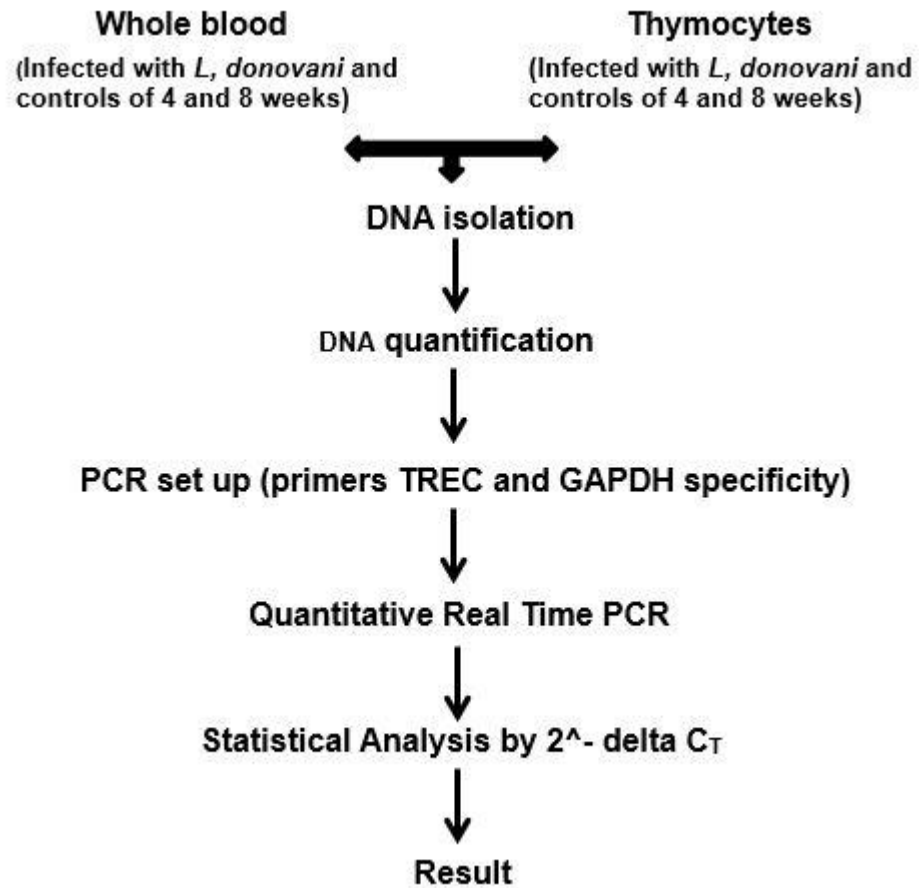 Whole blood
(Infected with L, donovani and
controls of 4 and 8 weeks)
Thymocytes
(Infected with L, donovani and
controls of 4 and 8 weeks)
DNA isolation
DNA quantification
PCR set up (primers TREC and GAPDH specificity)
Quantitative Real Time PCR
Statistical Analysis by 2^- delta CT
Result